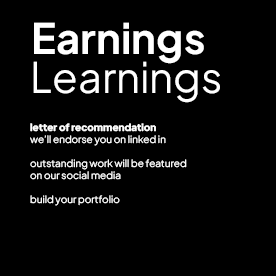 Earnings
Learnings
letter of recommendation
we'll endorse you on linked in
outstanding work will be featured
on our social media
build your portfolio